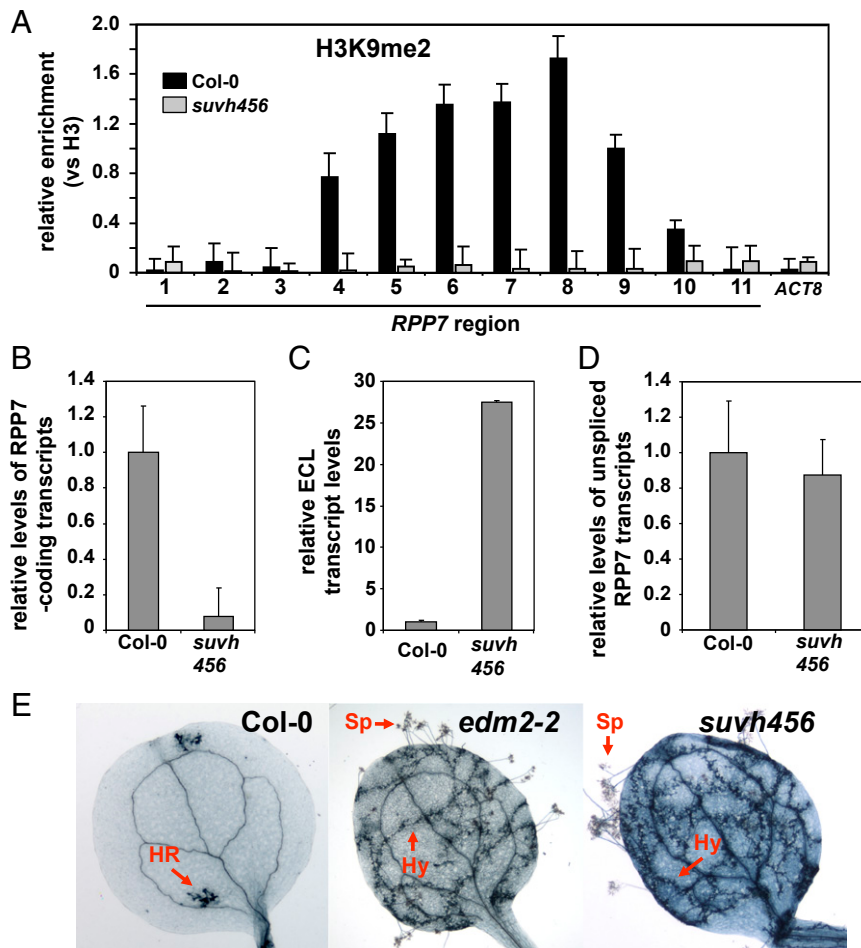 A
H3K9me2
Col-0
suvh456
relative enrichment
(vs H3)
2.0
1.6
1.2
0.8
0.4
0
1 2 3 4 5 6 7 8 9 10 11 ACT8
RPP7 region
B
relative levels of RPP7
-coding transcripts
1.4
1.2
1.0
0.8
0.6
0.4
0.2
0
Col-0 suvh
456
C
relative ECL
transcript levels
30
25
20
15
10
5
0
Col-0 suvh
456
D
relative levels of unspliced
RPP7 transcripts
1.4
1.2
1.0
0.8
0.6
0.4
0.2
0
Col-0 suvh
456
E
Col-0
HR
edm2-2
Sp
Hy
suvh456
Sp
Hy